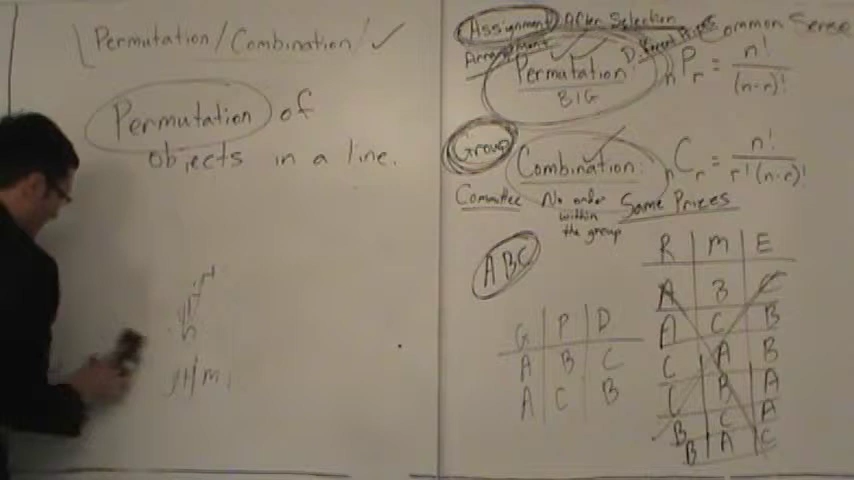 Permutation/Combination/✓
Permutation of
objects in a line.
Assignment After Selection
Common Sense
Arrangement
Different Prizes
Permutation
BIG
nPr = n!/(n-r)!
Group
Combination:
nCr = n!/r!(n-r)!
Committee No order within the group Same Prizes
ABC
G P D
A B C
A C B
R M E
A B C
A C B
C A B
C B A
B C A
B A C